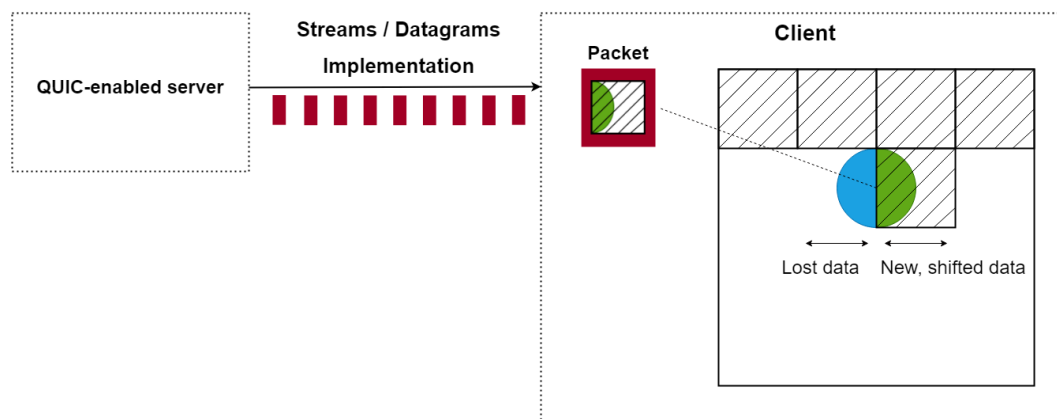 Streams / Datagrams
Implementation
QUIC-enabled server
Client
Packet
Lost data
New, shifted data